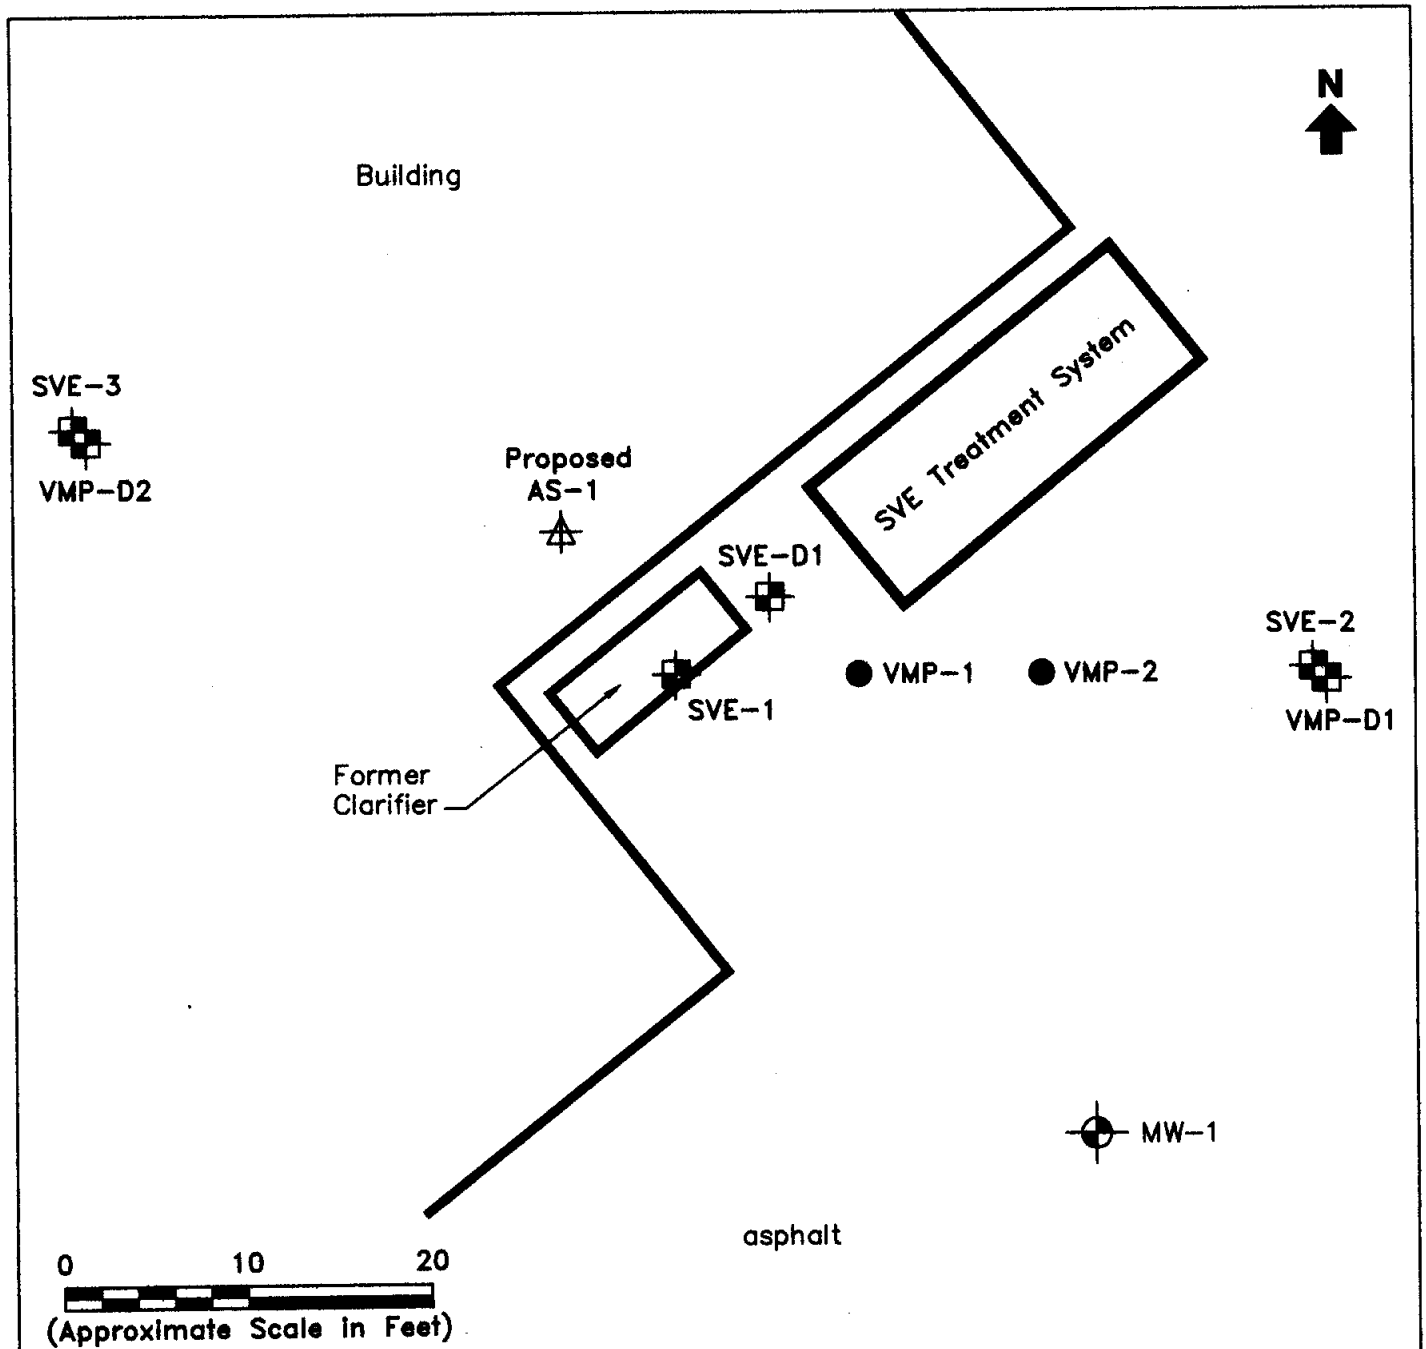 N
Building
SVE-3
VMP-D2
Proposed
AS-1
SVE Treatment System
SVE-D1
SVE-2
VMP-1
VMP-2
SVE-1
VMP-D1
Former
Clarifier
MW-1
asphalt
0 10 20
(Approximate Scale in Feet)